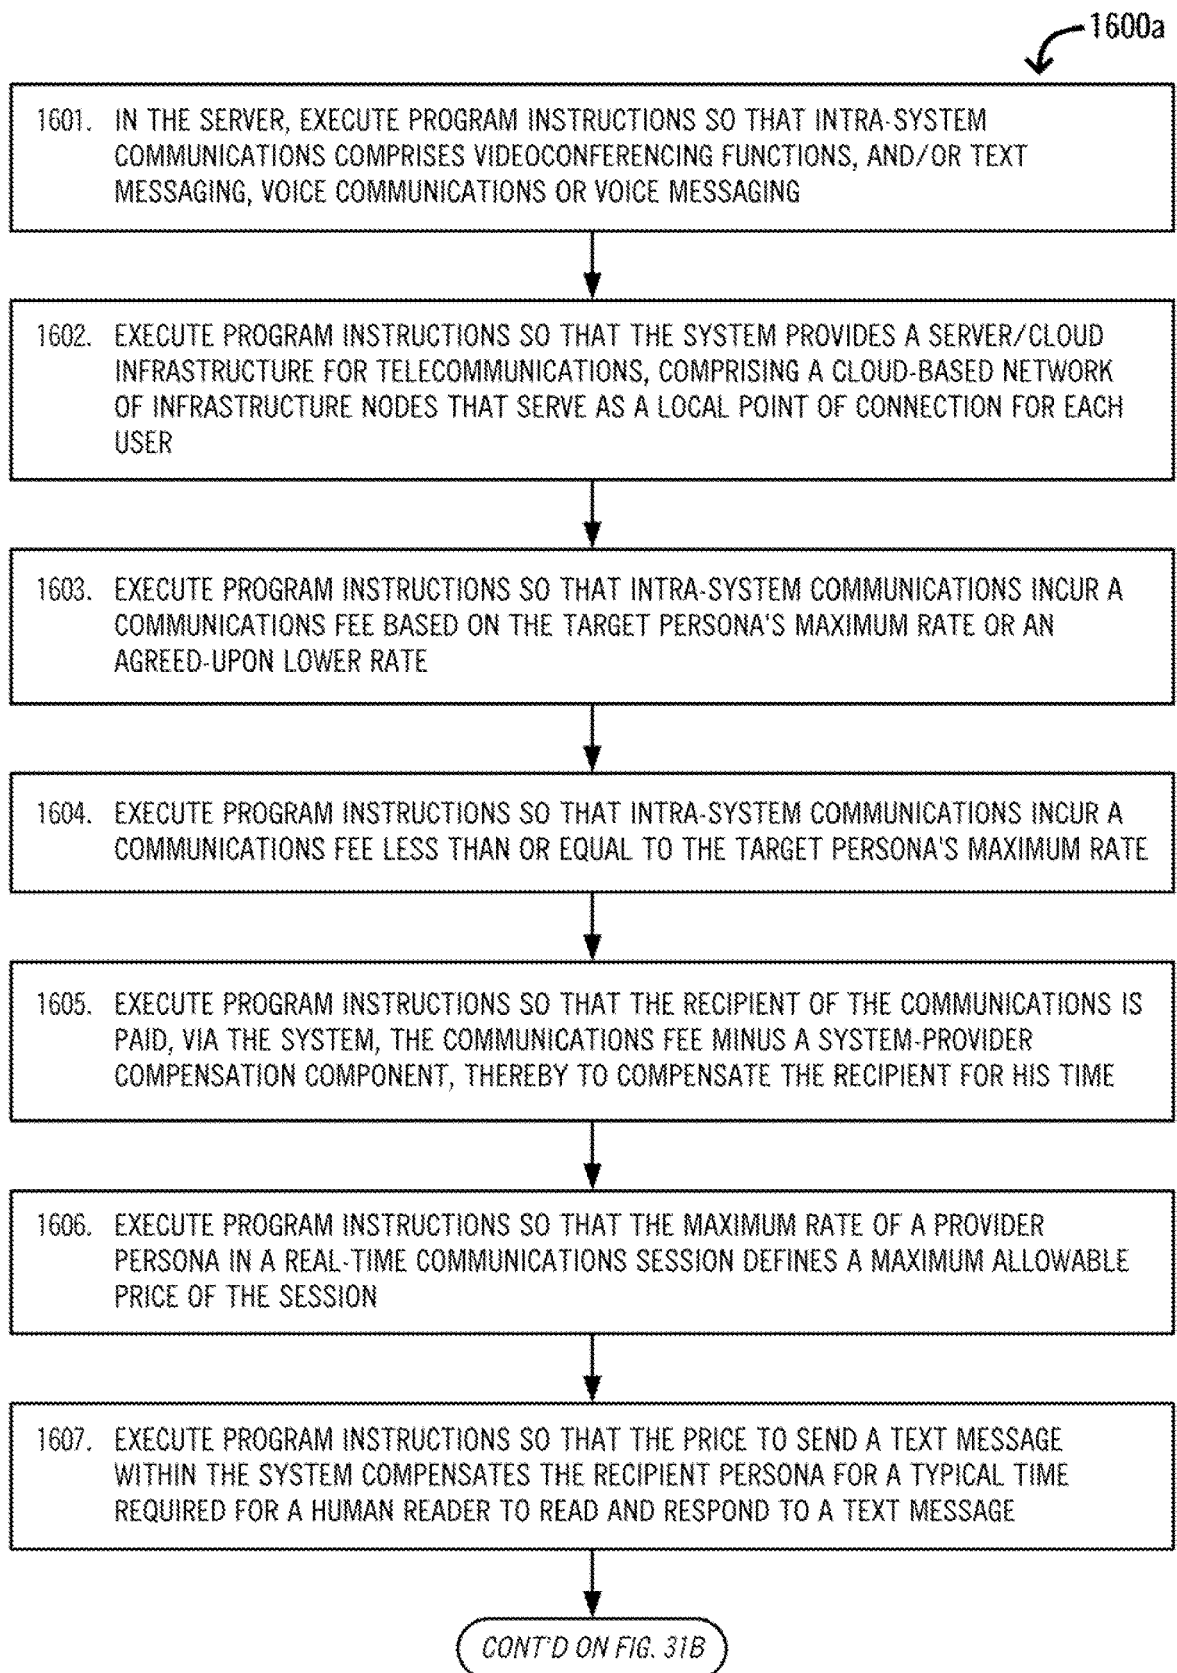 1600a
1601. IN THE SERVER, EXECUTE PROGRAM INSTRUCTIONS SO THAT INTRA-SYSTEM
COMMUNICATIONS COMPRISES VIDEOCONFERENCING FUNCTIONS, AND/OR TEXT
MESSAGING, VOICE COMMUNICATIONS OR VOICE MESSAGING
1602. EXECUTE PROGRAM INSTRUCTIONS SO THAT THE SYSTEM PROVIDES A SERVER/CLOUD
INFRASTRUCTURE FOR TELECOMMUNICATIONS, COMPRISING A CLOUD-BASED NETWORK
OF INFRASTRUCTURE NODES THAT SERVE AS A LOCAL POINT OF CONNECTION FOR EACH
USER
1603. EXECUTE PROGRAM INSTRUCTIONS SO THAT INTRA-SYSTEM COMMUNICATIONS INCUR A
COMMUNICATIONS FEE BASED ON THE TARGET PERSONA'S MAXIMUM RATE OR AN
AGREED-UPON LOWER RATE
1604. EXECUTE PROGRAM INSTRUCTIONS SO THAT INTRA-SYSTEM COMMUNICATIONS INCUR A
COMMUNICATIONS FEE LESS THAN OR EQUAL TO THE TARGET PERSONA'S MAXIMUM RATE
1605. EXECUTE PROGRAM INSTRUCTIONS SO THAT THE RECIPIENT OF THE COMMUNICATIONS IS
PAID, VIA THE SYSTEM, THE COMMUNICATIONS FEE MINUS A SYSTEM-PROVIDER
COMPENSATION COMPONENT, THEREBY TO COMPENSATE THE RECIPIENT FOR HIS TIME
1606. EXECUTE PROGRAM INSTRUCTIONS SO THAT THE MAXIMUM RATE OF A PROVIDER
PERSONA IN A REAL-TIME COMMUNICATIONS SESSION DEFINES A MAXIMUM ALLOWABLE
PRICE OF THE SESSION
1607. EXECUTE PROGRAM INSTRUCTIONS SO THAT THE PRICE TO SEND A TEXT MESSAGE
WITHIN THE SYSTEM COMPENSATES THE RECIPIENT PERSONA FOR A TYPICAL TIME
REQUIRED FOR A HUMAN READER TO READ AND RESPOND TO A TEXT MESSAGE
CONT'D ON FIG. 31B